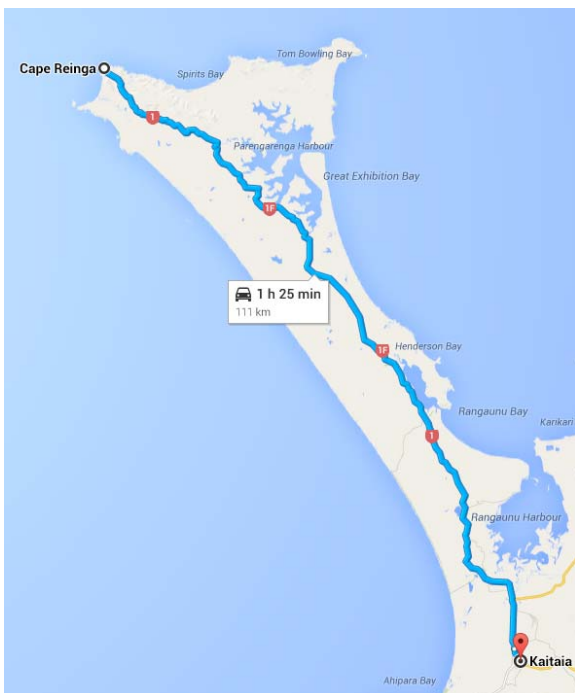 Tom Bowling Bay
Cape Reinga
Spirits Bay
1
Parengarenga Harbour
Great Exhibition Bay
1F
1 h 25 min
111 km
Henderson Bay
1F
Rangaunu Bay
Karikari
1
Rangaunu Harbour
Kaitaia
Ahipara Bay